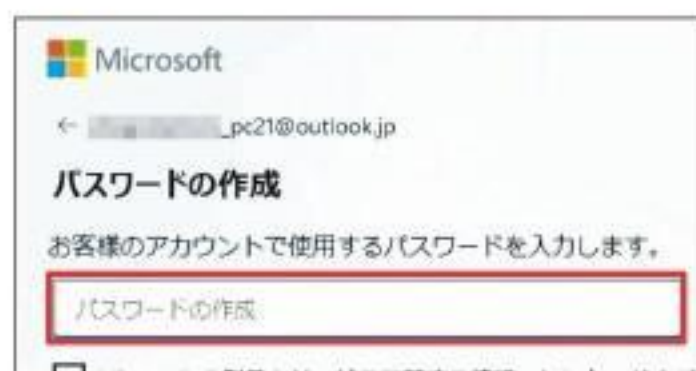 Microsoft
← _pc21@outlook.jp
パスワードの作成
お客様のアカウントで使用するパスワードを入力します。
パスワードの作成